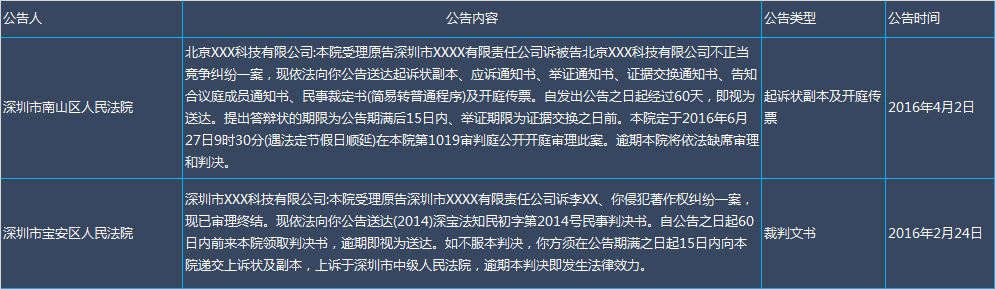 公告人 公告内容 公告类型 公告时间
深圳市南山区人民法院
北京XXX科技有限公司:本院受理原告深圳市XXXX有限责任公司诉被告北京XXX科技有限公司不正当
竞争纠纷一案，现依法向你公告送达起诉状副本、应诉通知书、举证通知书、证据交换通知书、告知
合议庭成员通知书、民事裁定书(简易转普通程序)及开庭传票。自发出公告之日起经过60天，即视为
送达。提出答辩状的期限为公告期满后15日内、举证期限为证据交换之日前。本院定于2016年6月
27日9时30分(遇法定节假日顺延)在本院第1019审判庭公开开庭审理此案。逾期本院将依法缺席审理
和判决。
起诉状副本及开庭传
票
2016年4月2日
深圳市宝安区人民法院
深圳市XXX科技有限公司:本院受理原告深圳市XXXX有限责任公司诉李XX、你侵犯著作权纠纷一案，
现已审理终结。现依法向你公告送达(2014)深宝法知民初字第2014号民事判决书。自公告之日起60
日内前来本院领取判决书，逾期即视为送达。如不服本判决，你方须在公告期满之日起15日内向本
院递交上诉状及副本，上诉于深圳市中级人民法院，逾期本判决即发生法律效力。
裁判文书
2016年2月24日